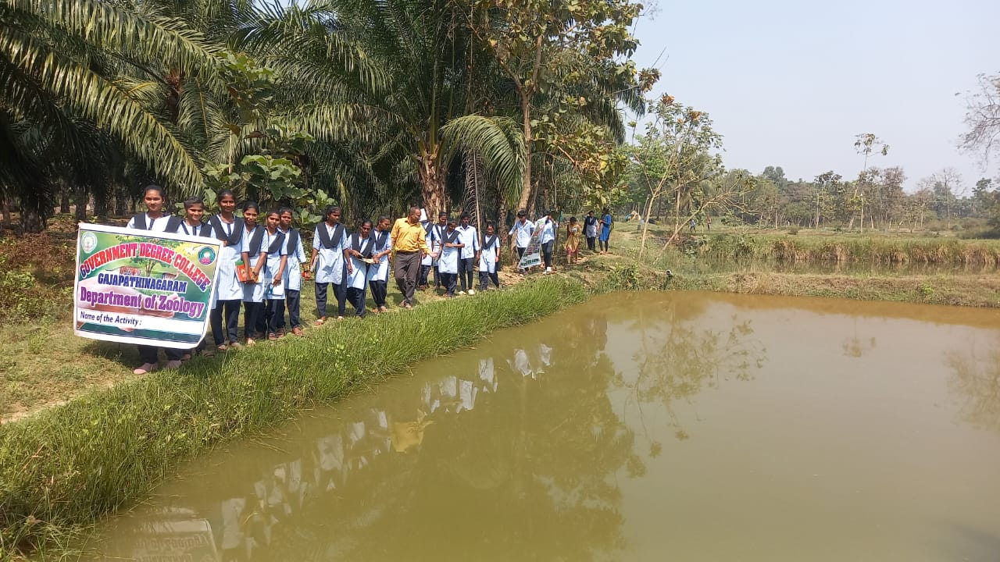 GOVERNMENT DEGREE COLLEGE
GAJAPATHINAGARAM
Department of Zoology
Name of the Activity :